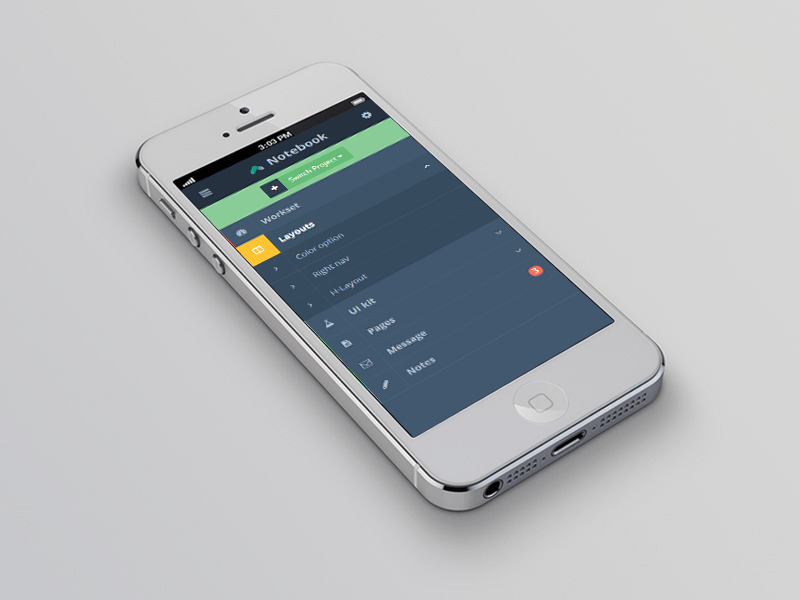 3:03 PM
Notebook
Switch Project
Workset
Layouts
Color option
Right nav
H-Layout
UI kit
Pages
Message
3
Notes